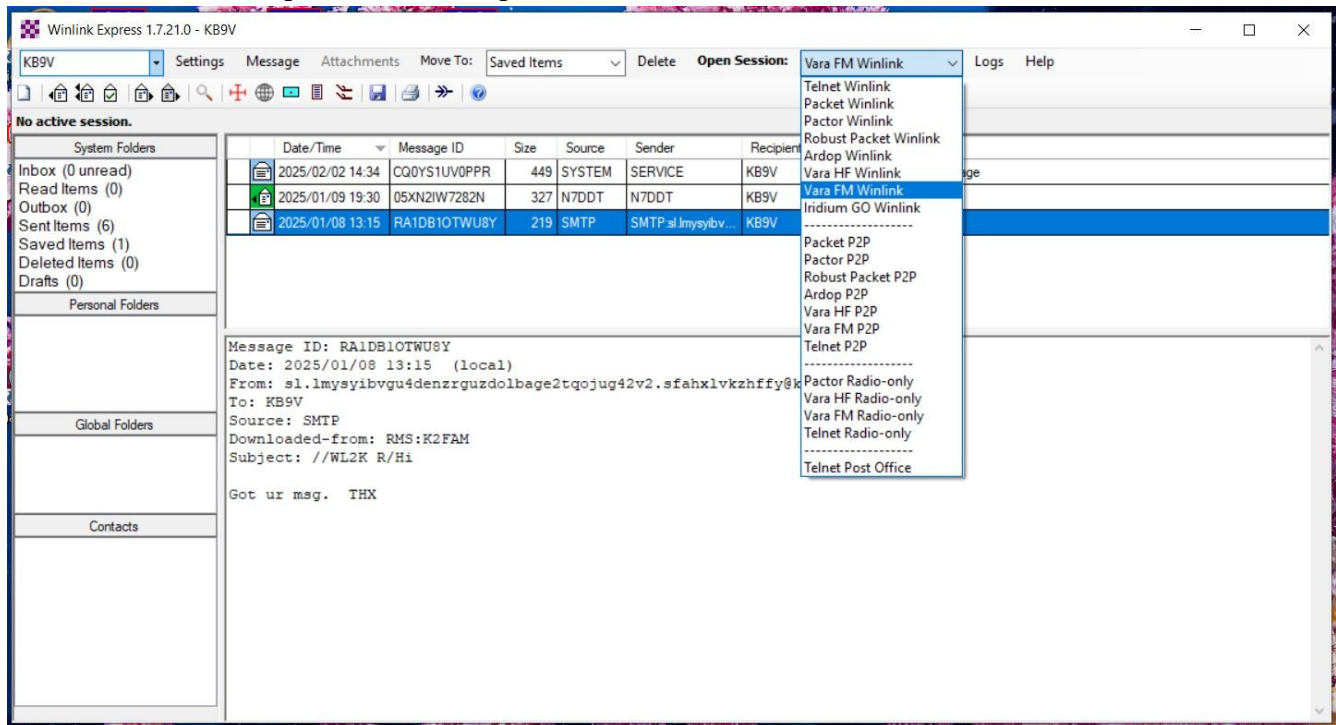 Winlink Express 1.7.21.0 - KB9V
KB9V Settings Message Attachments Move To: Saved Items Delete Open Session: Vara FM Winlink Logs Help
No active session.
System Folders
Inbox (0 unread)
Read Items (0)
Outbox (0)
Sent Items (6)
Saved Items (1)
Deleted Items (0)
Drafts (0)
Personal Folders
Global Folders
Contacts
Date/Time Message ID Size Source Sender Recipient
2025/02/02 14:34 CQ0YS1UV0PPR 449 SYSTEM SERVICE KB9V
2025/01/09 19:30 05XN2IW7282N 327 N7DDT N7DDT KB9V
2025/01/08 13:15 RA1DB1OTWU8Y 219 SMTP SMTP:sl.lmysyibv... KB9V
Message ID: RA1DB1OTWU8Y
Date: 2025/01/08 13:15 (local)
From: sl.lmysyibvgu4denzrguzdolbage2tqojug42v2.sfahxlvkzhffy@k
To: KB9V
Source: SMTP
Downloaded-from: RMS:K2FAM
Subject: //WL2K R/Hi
Got ur msg. THX
Telnet Winlink
Packet Winlink
Pactor Winlink
Robust Packet Winlink
Ardop Winlink
Vara HF Winlink
Vara FM Winlink
Iridium GO Winlink
-------------------
Packet P2P
Pactor P2P
Robust Packet P2P
Ardop P2P
Vara HF P2P
Vara FM P2P
Telnet P2P
-------------------
Pactor Radio-only
Vara HF Radio-only
Vara FM Radio-only
Telnet Radio-only
-------------------
Telnet Post Office